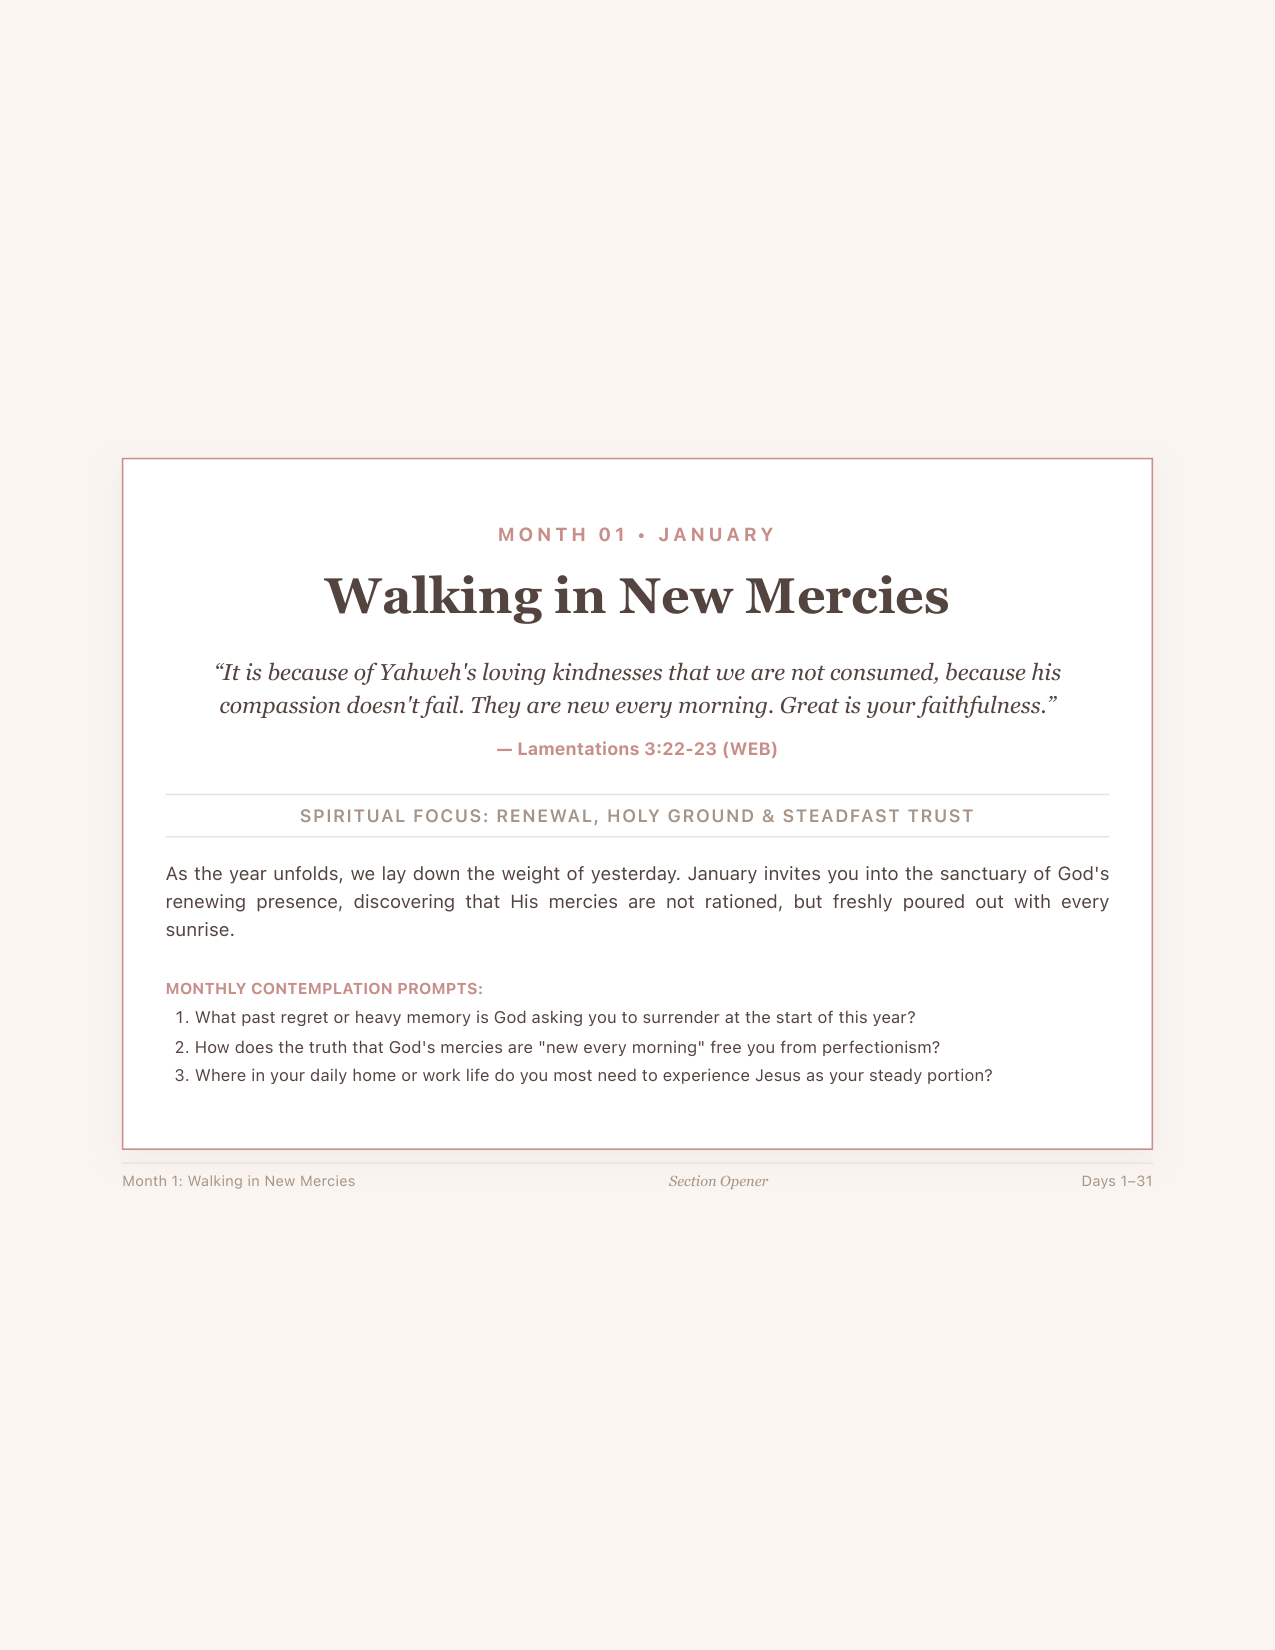 MONTH 01 • JANUARY
Walking in New Mercies
“It is because of Yahweh's loving kindnesses that we are not consumed, because his
compassion doesn't fail. They are new every morning. Great is your faithfulness.”
— Lamentations 3:22-23 (WEB)
SPIRITUAL FOCUS: RENEWAL, HOLY GROUND & STEADFAST TRUST
As the year unfolds, we lay down the weight of yesterday. January invites you into the sanctuary of God's
renewing presence, discovering that His mercies are not rationed, but freshly poured out with every
sunrise.
MONTHLY CONTEMPLATION PROMPTS:
1. What past regret or heavy memory is God asking you to surrender at the start of this year?
2. How does the truth that God's mercies are "new every morning" free you from perfectionism?
3. Where in your daily home or work life do you most need to experience Jesus as your steady portion?
Month 1: Walking in New Mercies Section Opener Days 1–31